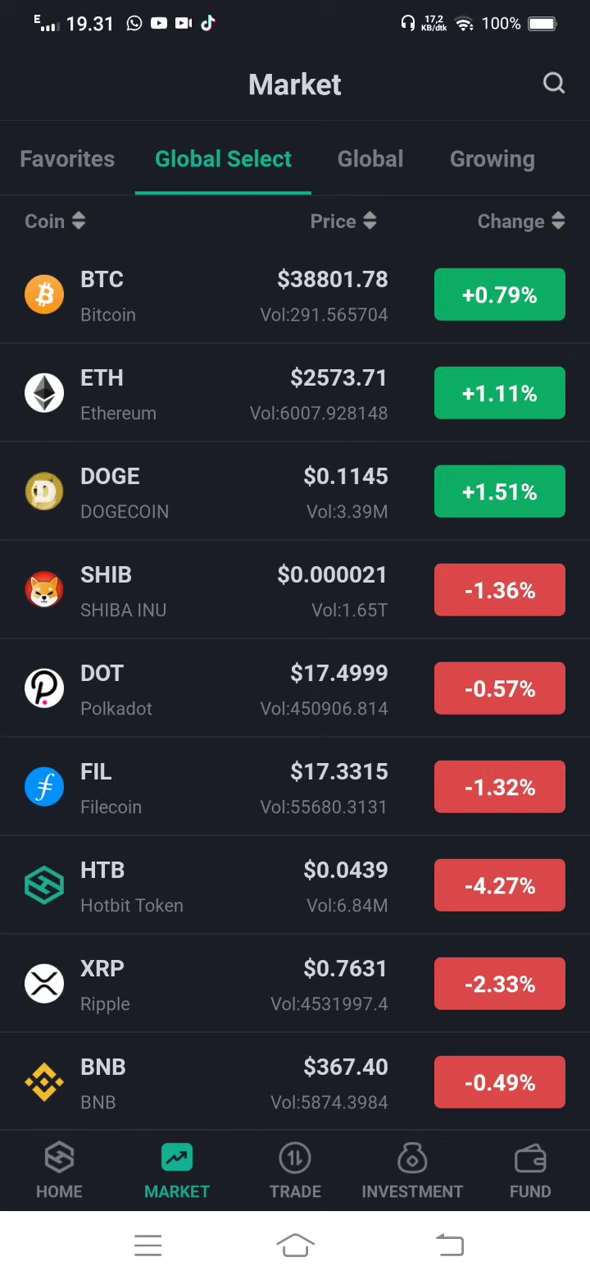 E 19.31 17,2 KB/dtk 100%
Market
Favorites Global Select Global Growing
Coin Price Change
BTC $38801.78 +0.79%
Bitcoin Vol:291.565704
ETH $2573.71 +1.11%
Ethereum Vol:6007.928148
DOGE $0.1145 +1.51%
DOGECOIN Vol:3.39M
SHIB $0.000021 -1.36%
SHIBA INU Vol:1.65T
DOT $17.4999 -0.57%
Polkadot Vol:450906.814
FIL $17.3315 -1.32%
Filecoin Vol:55680.3131
HTB $0.0439 -4.27%
Hotbit Token Vol:6.84M
XRP $0.7631 -2.33%
Ripple Vol:4531997.4
BNB $367.40 -0.49%
BNB Vol:5874.3984
HOME MARKET TRADE INVESTMENT FUND